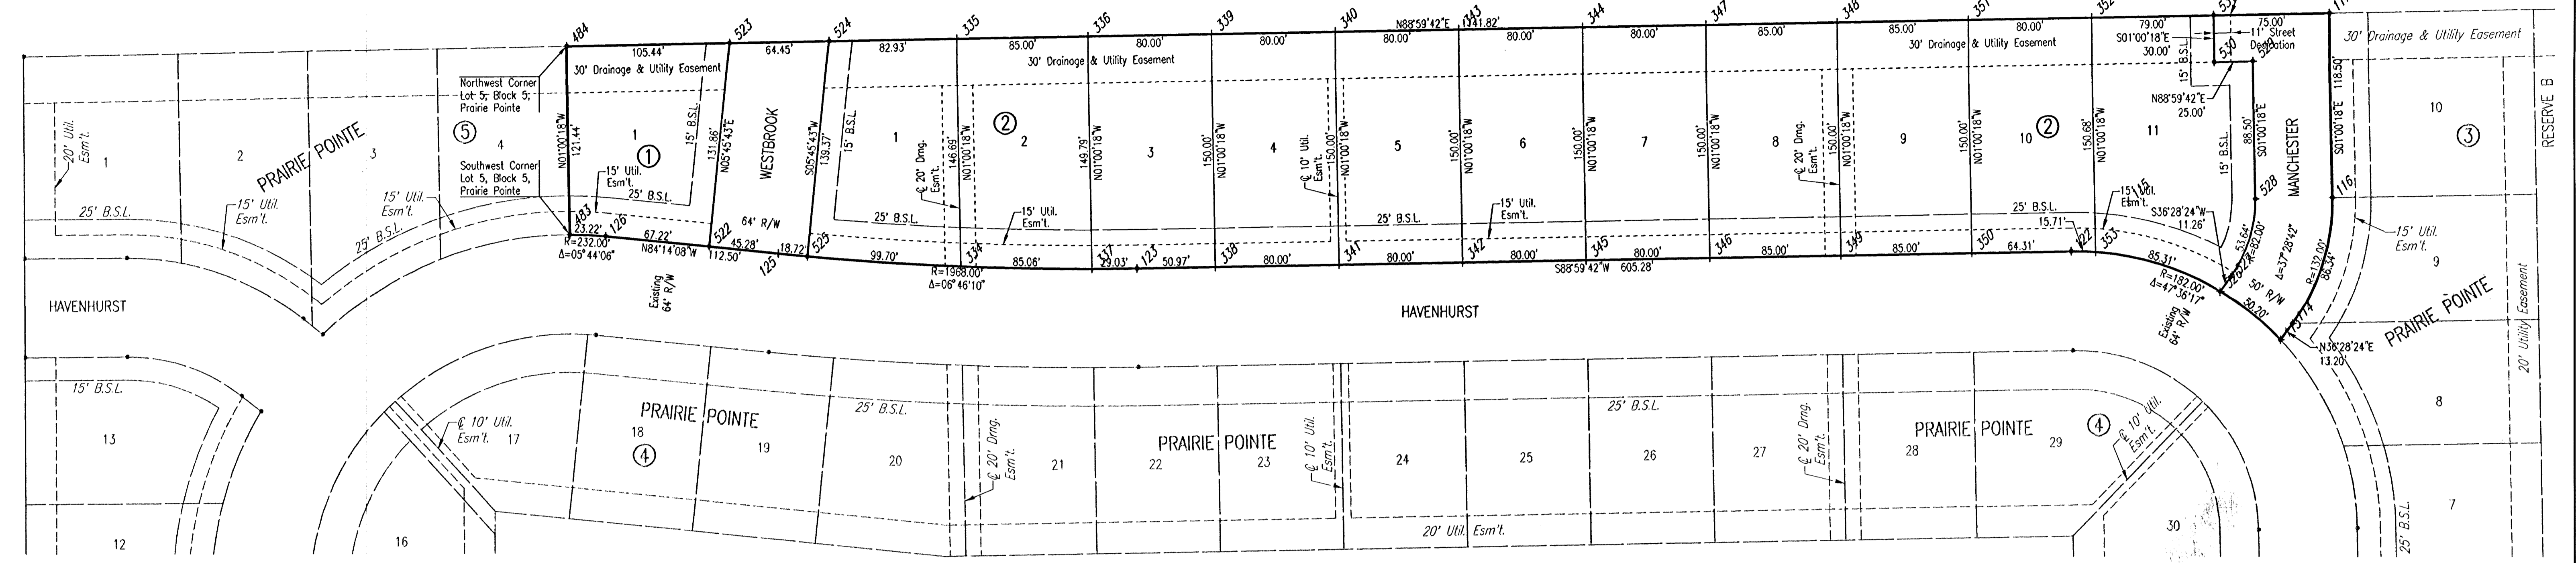 484
523
524
335
336
339
340
N88°59'42"E 1341.82'
343
344
347
348
351
352
105.44'
64.45'
82.93'
85.00'
80.00'
80.00'
80.00'
80.00'
80.00'
85.00'
85.00'
80.00'
79.00'
75.00'
S01°00'18"E
30.00'
11' Street
Dedication
530
529
30' Drainage & Utility Easement
30' Drainage & Utility Easement
30' Drainage & Utility Easement
30' Drainage & Utility Easement
Northwest Corner
Lot 5, Block 5,
Prairie Pointe
Southwest Corner
Lot 5, Block 5,
Prairie Pointe
20' Util.
Esm't.
1
2
3
4
PRAIRIE POINTE
5
25' B.S.L.
15' Util.
Esm't.
15' Util.
Esm't.
25' B.S.L.
N01°00'18"W
121.44'
1
1
15' B.S.L.
131.86'
N05°45'43"E
WESTBROOK
S05°45'43"W
139.37'
15' B.S.L.
15' Util.
Esm't.
25' B.S.L.
64' R/W
1
℄ 20' Drng.
Esm't.
146.69'
N01°00'18"W
2
2
149.79'
N01°00'18"W
3
150.00'
N01°00'18"W
4
℄ 10' Util.
Esm't.
150.00'
N01°00'18"W
5
150.00'
N01°00'18"W
6
150.00'
N01°00'18"W
7
150.00'
N01°00'18"W
8
℄ 20' Drng.
Esm't.
150.00'
N01°00'18"W
9
150.00'
N01°00'18"W
10
2
150.68'
N01°00'18"W
11
15' B.S.L.
15' B.S.L.
N88°59'42"E
25.00'
88.50'
S01°00'18"E
MANCHESTER
118.50'
S01°00'18"E
10
3
RESERVE B
25' B.S.L.
15' Util.
Esm't.
25' B.S.L.
15' Util.
Esm't.
25' B.S.L.
15' Util.
Esm't.
115
S36°28'24"W
11.26'
528
116
53.64'
R=82.00'
Δ=37°28'42"
R=132.00'
86.34'
15' Util.
Esm't.
9
483
126
23.22'
R=232.00'
Δ=05°44'06"
67.22'
N84°14'08"W 112.50'
522
45.28'
125
18.72'
525
99.70'
334
R=1968.00'
Δ=06°46'10"
85.06'
337
29.03'
123
50.97'
338
80.00'
341
80.00'
342
80.00'
345
S88°59'42"W 605.28'
80.00'
346
85.00'
349
85.00'
350
64.31'
15.71'
122
353
85.31'
R=182.00'
Δ=47°36'17"
526
527
50' R/W
50.20'
N36°28'24"E
13.20'
Existing
64' R/W
Existing
64' R/W
HAVENHURST
HAVENHURST
PRAIRIE POINTE
20' Utility Easement
15' B.S.L.
13
12
16
℄ 10' Util.
Esm't.
17
PRAIRIE POINTE
18
4
19
25' B.S.L.
20
℄ 20' Drng.
Esm't.
21
PRAIRIE POINTE
22
23
℄ 10' Util.
Esm't.
24
25
25' B.S.L.
26
27
℄ 20' Drng.
Esm't.
PRAIRIE POINTE
28
29
4
℄ 10' Util.
Esm't.
30
20' Util. Esm't.
8
7
25' B.S.L.